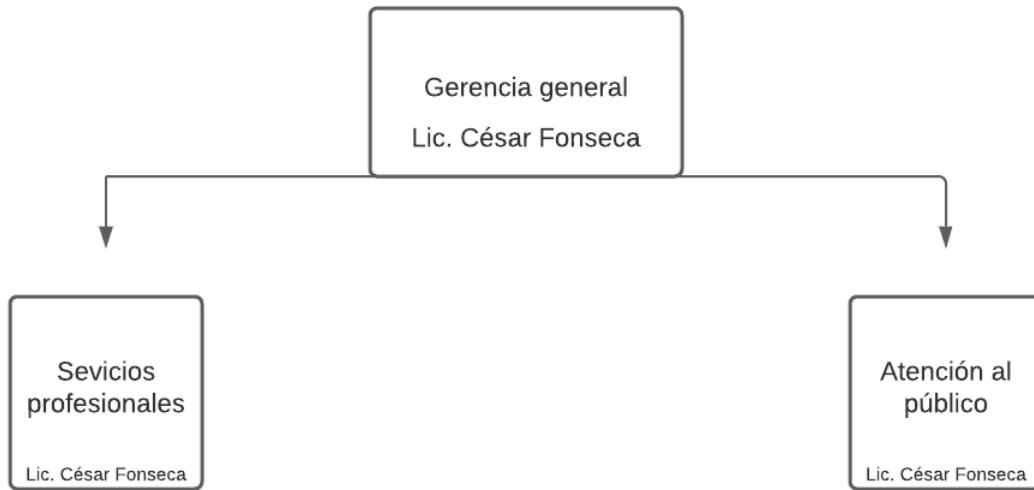 Gerencia general
Lic. César Fonseca
Sevicios
profesionales
Lic. César Fonseca
Atención al
público
Lic. César Fonseca